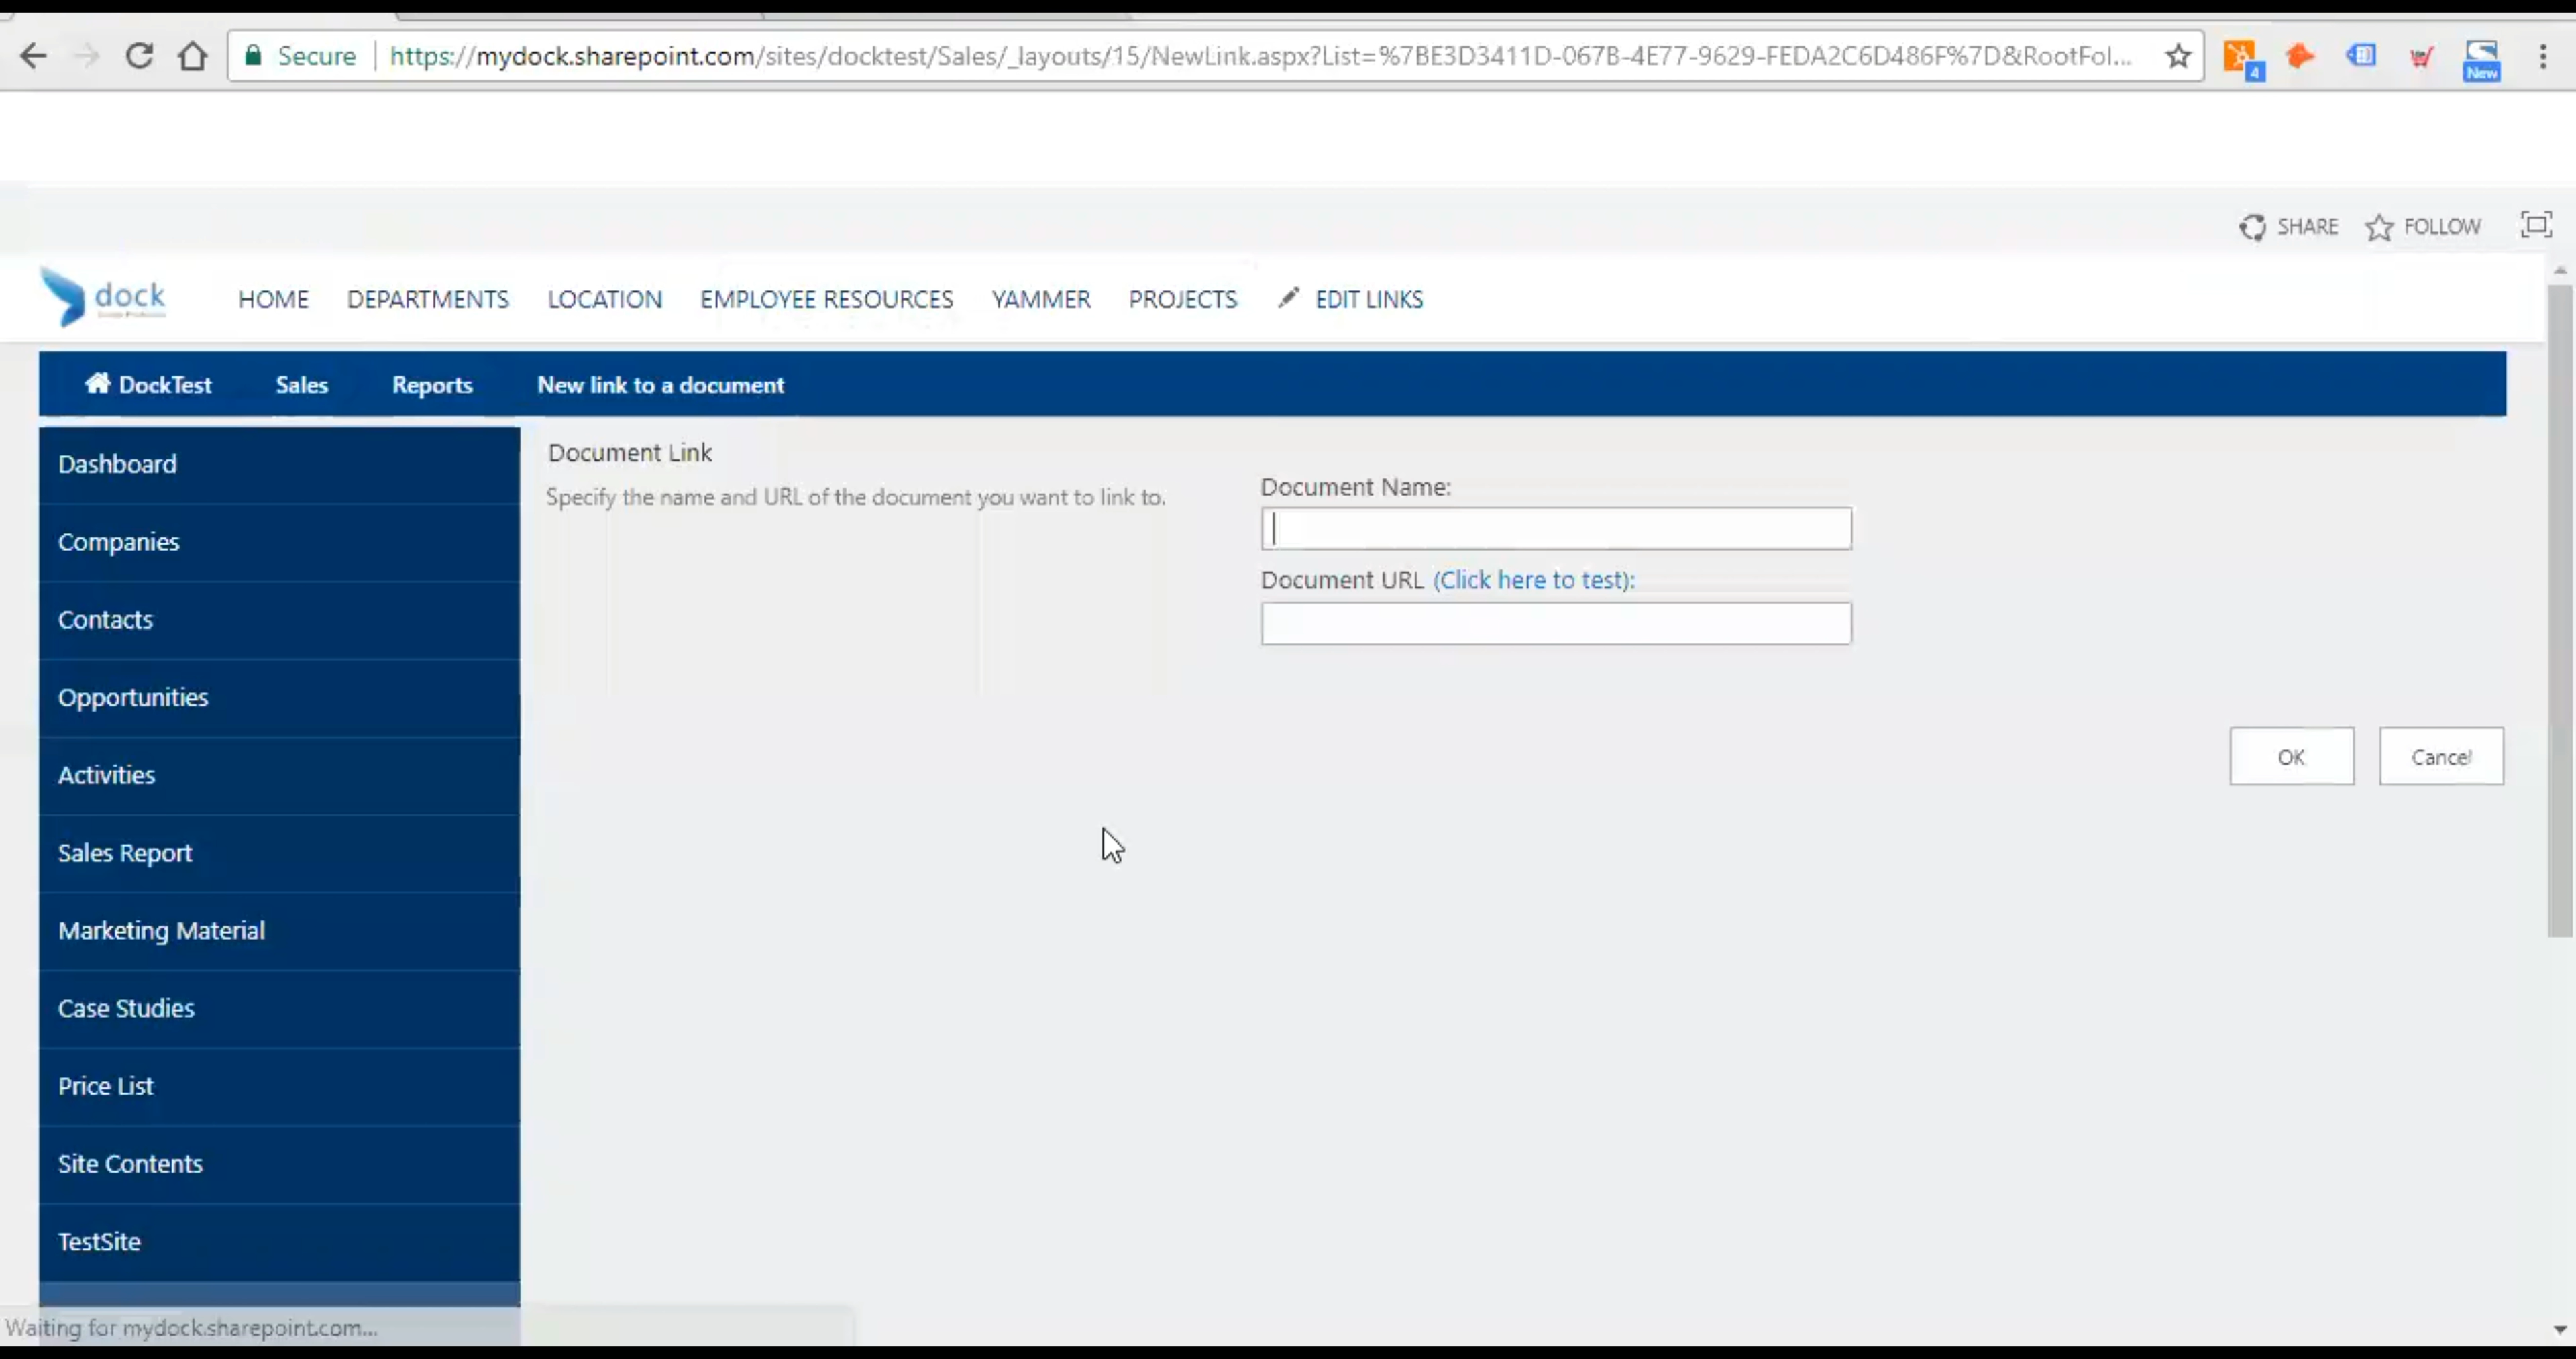 Secure https://mydock.sharepoint.com/sites/docktest/Sales/_layouts/15/NewLink.aspx?List=%7BE3D3411D-067B-4E77-9629-FEDA2C6D486F%7D&RootFol... 4 New
SHARE FOLLOW
dock HOME DEPARTMENTS LOCATION EMPLOYEE RESOURCES YAMMER PROJECTS EDIT LINKS
DockTest Sales Reports New link to a document
Dashboard
Companies
Contacts
Opportunities
Activities
Sales Report
Marketing Material
Case Studies
Price List
Site Contents
TestSite
Document Link
Specify the name and URL of the document you want to link to.
Document Name:
Document URL (Click here to test):
OK Cancel
Waiting for mydock.sharepoint.com...